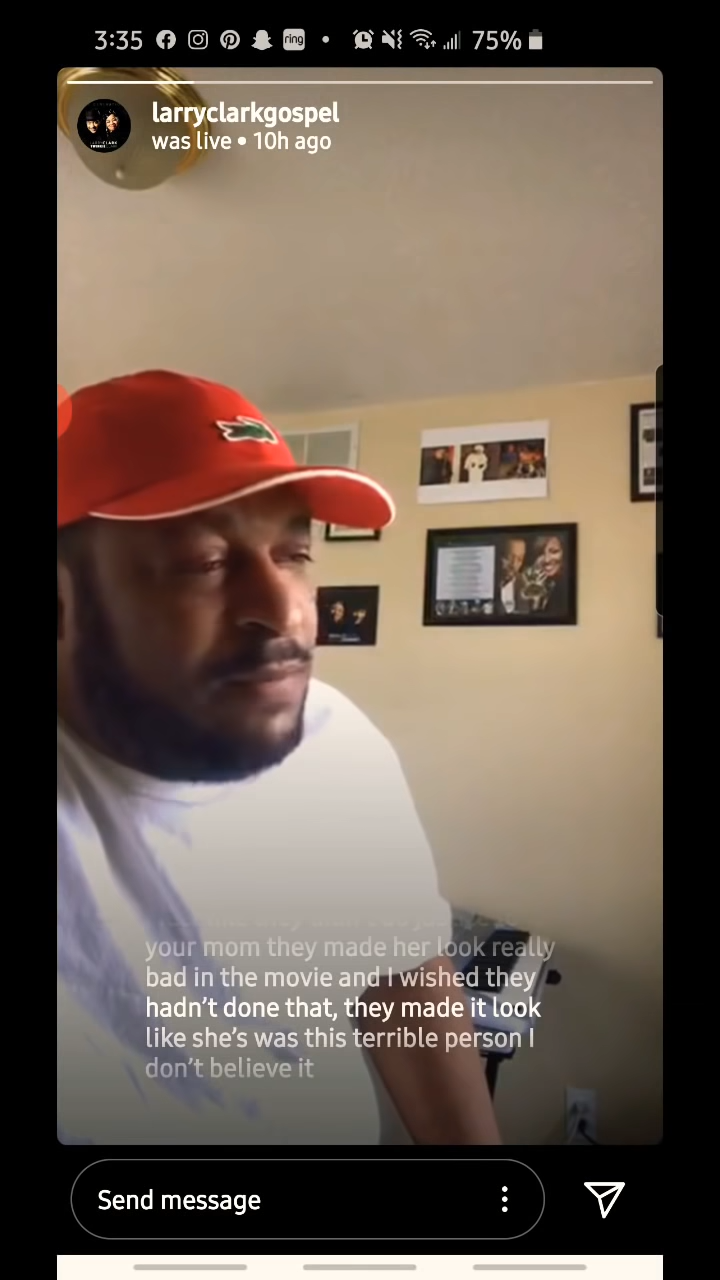 3:35 ring 75%
larryclarkgospel
was live • 10h ago
your mom they made her look really
bad in the movie and I wished they
hadn't done that, they made it look
like she's was this terrible person I
don't believe it
Send message